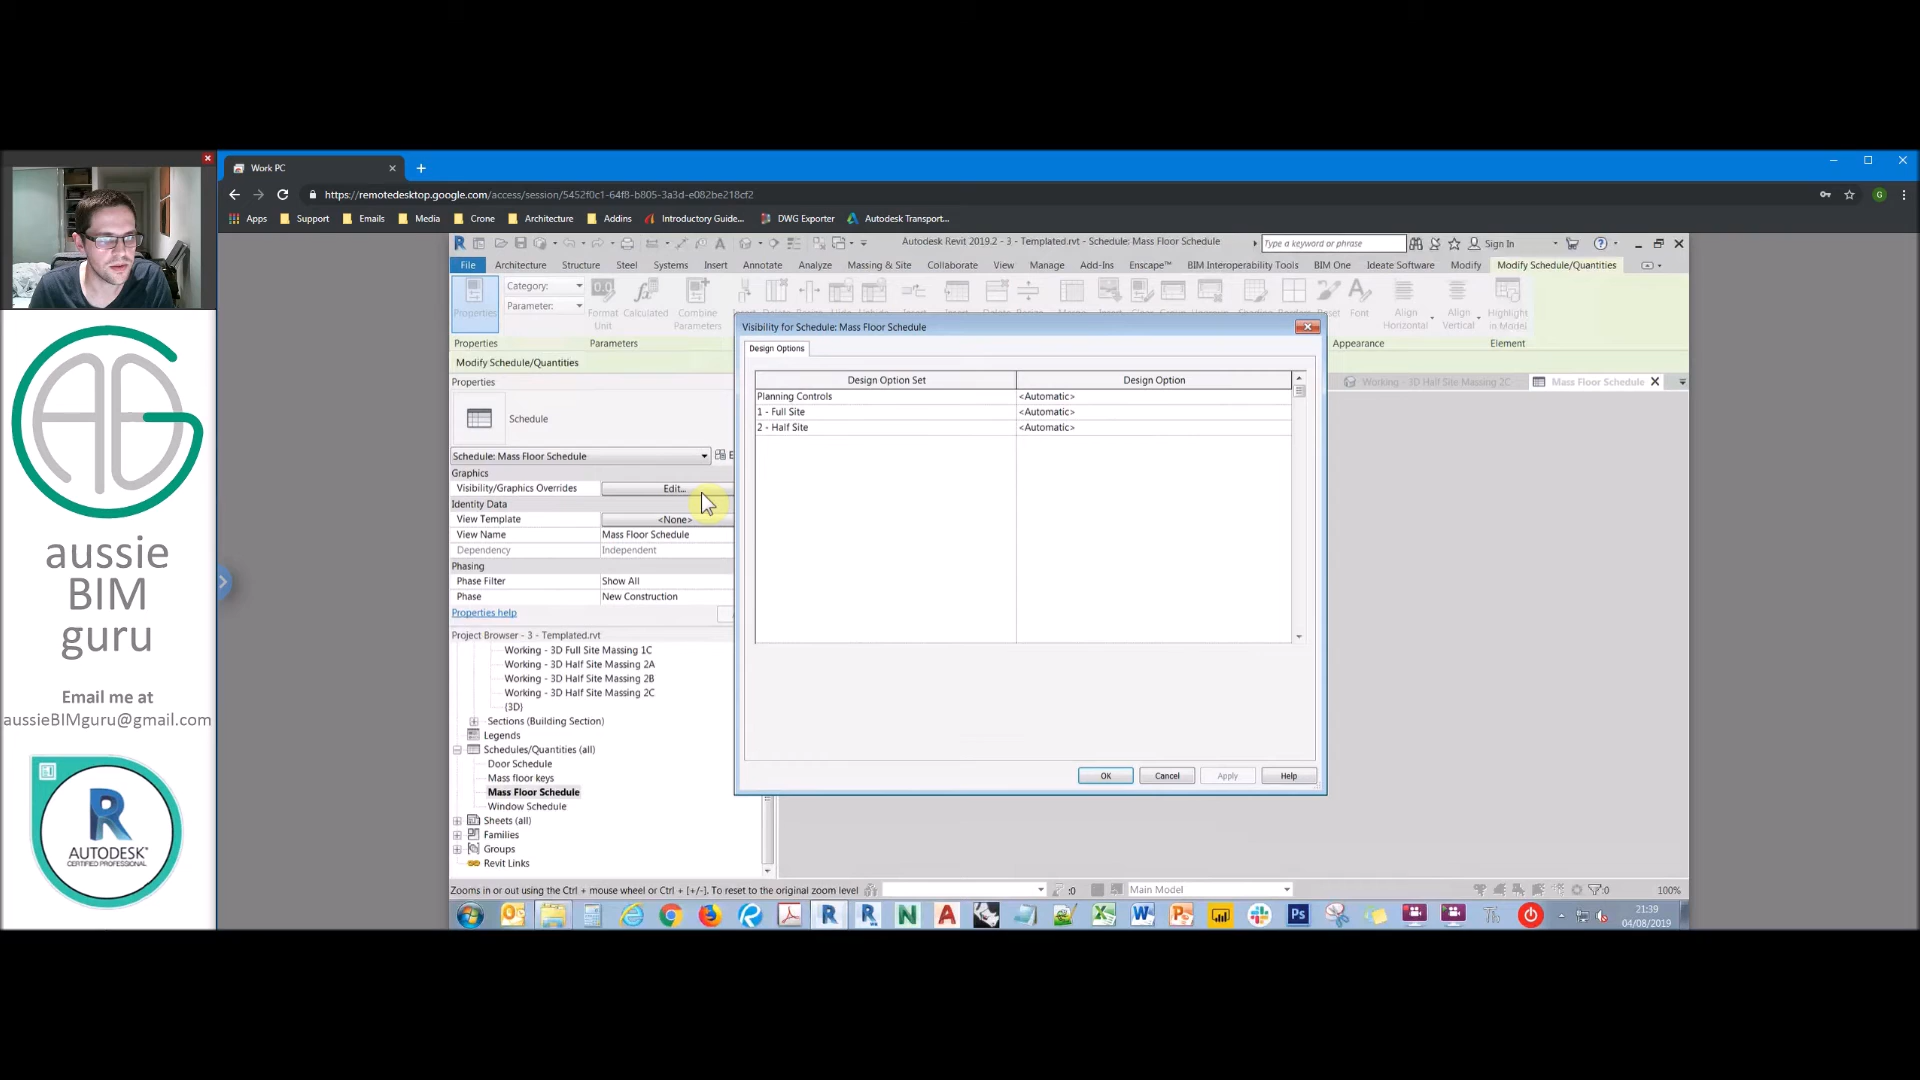 Work PC
https://remotedesktop.google.com/access/session/5452f0c1-64f8-b805-3a3d-e082be218cf2
Apps Support Emails Media Crone Architecture Addins Introductory Guide... DWG Exporter Autodesk Transport...
Autodesk Revit 2019.2 - 3 - Templated.rvt - Schedule: Mass Floor Schedule
Type a keyword or phrase
Sign In
File Architecture Structure Steel Systems Insert Annotate Analyze Massing & Site Collaborate View Manage Add-Ins Enscape™ BIM Interoperability Tools BIM One Ideate Software Modify Modify Schedule/Quantities
Properties
Category:
Parameter:
Format Unit
Calculated
Combine Parameters
Font
Align Horizontal
Align Vertical
Highlight in Model
Properties
Parameters
Appearance
Element
Modify Schedule/Quantities
Properties
Working - 3D Half Site Massing 2C
Mass Floor Schedule
Schedule
Schedule: Mass Floor Schedule
Graphics
Visibility/Graphics Overrides Edit...
Identity Data
View Template <None>
View Name Mass Floor Schedule
Dependency Independent
Phasing
Phase Filter Show All
Phase New Construction
Properties help
Project Browser - 3 - Templated.rvt
Working - 3D Full Site Massing 1C
Working - 3D Half Site Massing 2A
Working - 3D Half Site Massing 2B
Working - 3D Half Site Massing 2C
{3D}
Sections (Building Section)
Legends
Schedules/Quantities (all)
Door Schedule
Mass floor keys
Mass Floor Schedule
Window Schedule
Sheets (all)
Families
Groups
Revit Links
Visibility for Schedule: Mass Floor Schedule
Design Options
Design Option Set Design Option
Planning Controls <Automatic>
1 - Full Site <Automatic>
2 - Half Site <Automatic>
OK Cancel Apply Help
Zooms in or out using the Ctrl + mouse wheel or Ctrl + [+/-]. To reset to the original zoom level
:0
Main Model
:0
100%
21:39
04/08/2019
aussie
BIM
guru
Email me at
aussieBIMguru@gmail.com
R
AUTODESK
CERTIFIED PROFESSIONAL